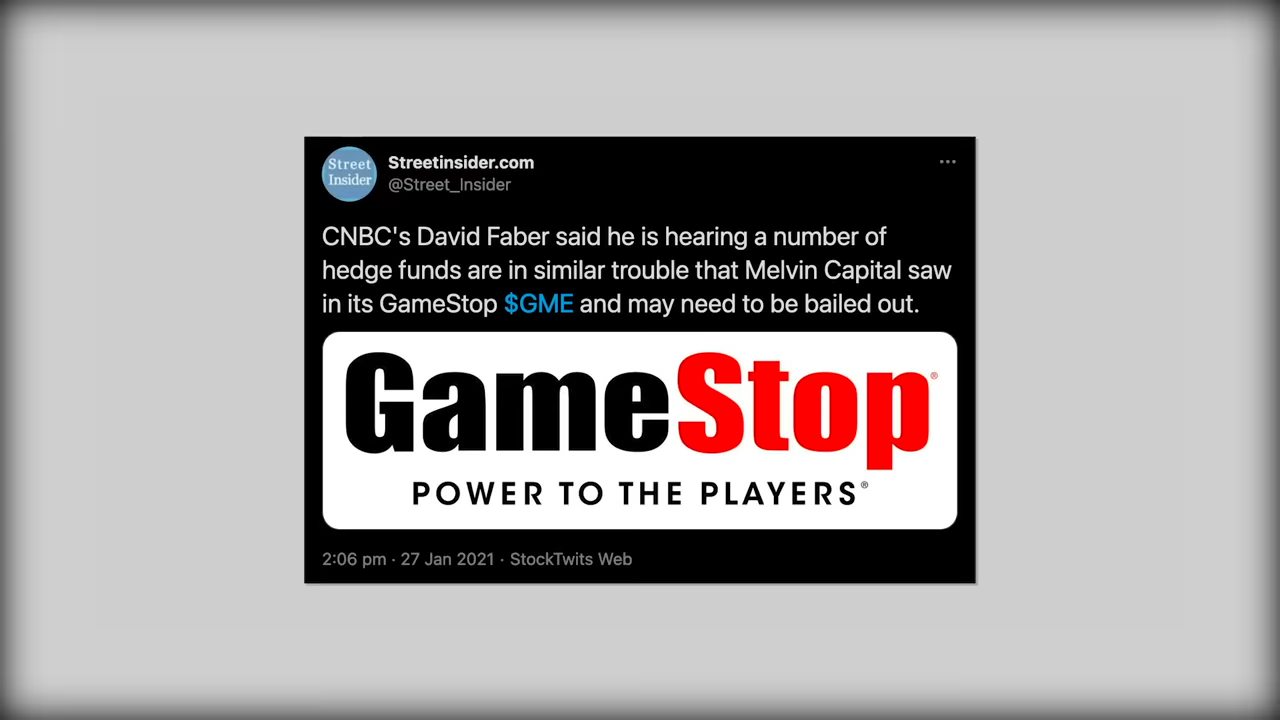 Street
Insider
Streetinsider.com
@Street_Insider
CNBC's David Faber said he is hearing a number of
hedge funds are in similar trouble that Melvin Capital saw
in its GameStop $GME and may need to be bailed out.
GameStop®
POWER TO THE PLAYERS®
2:06 pm · 27 Jan 2021 · StockTwits Web